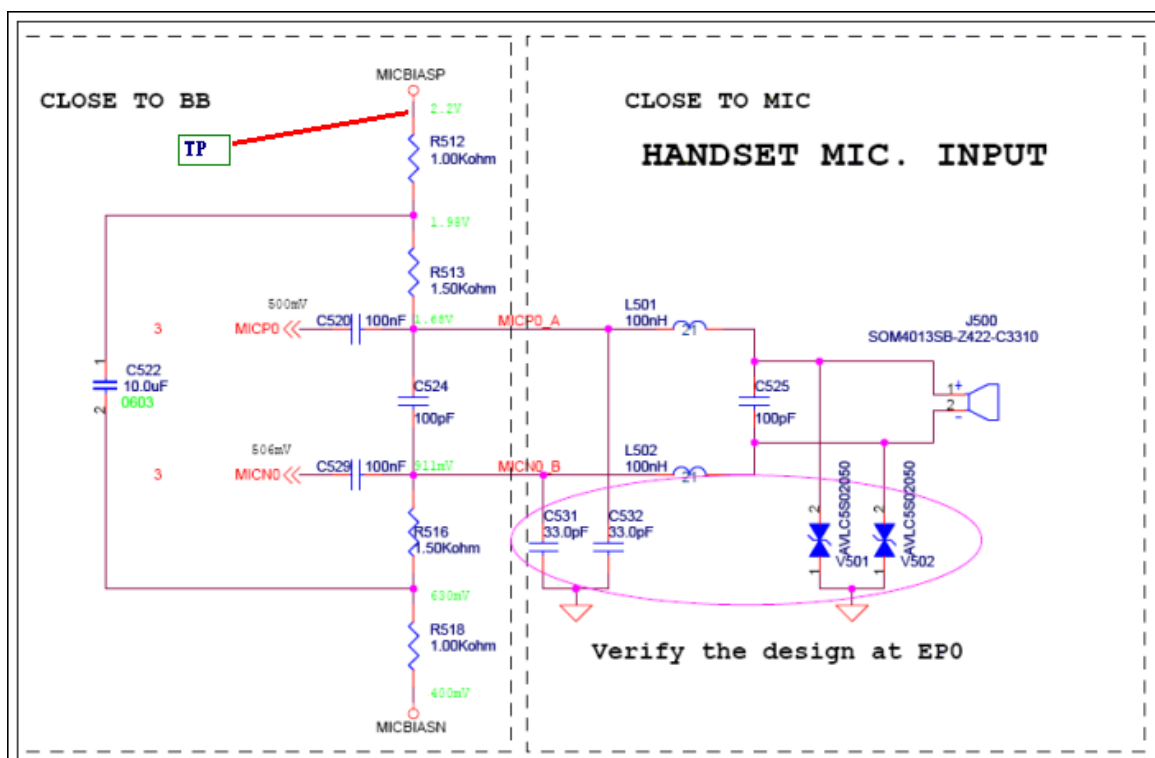 MICBIASP
CLOSE TO BB
CLOSE TO MIC
2.2V
TP
R512
1.00Kohm
HANDSET MIC. INPUT
1.98V
R513
1.50Kohm
500mV
3
MICP0
C520
100nF
1.68V
MICP0_A
L501
100nH
21
J500
SOM4013SB-Z422-C3310
1
C522
10.0uF
0603
2
C524
100pF
C525
100pF
1
+
2
-
506mV
3
MICN0
C529
100nF
911mV
MICN0_B
L502
100nH
21
R516
1.50Kohm
C531
33.0pF
C532
33.0pF
2
AVLC5S02050
V501
1
2
AVLC5S02050
V502
1
630mV
R518
1.00Kohm
Verify the design at EP0
400mV
MICBIASN